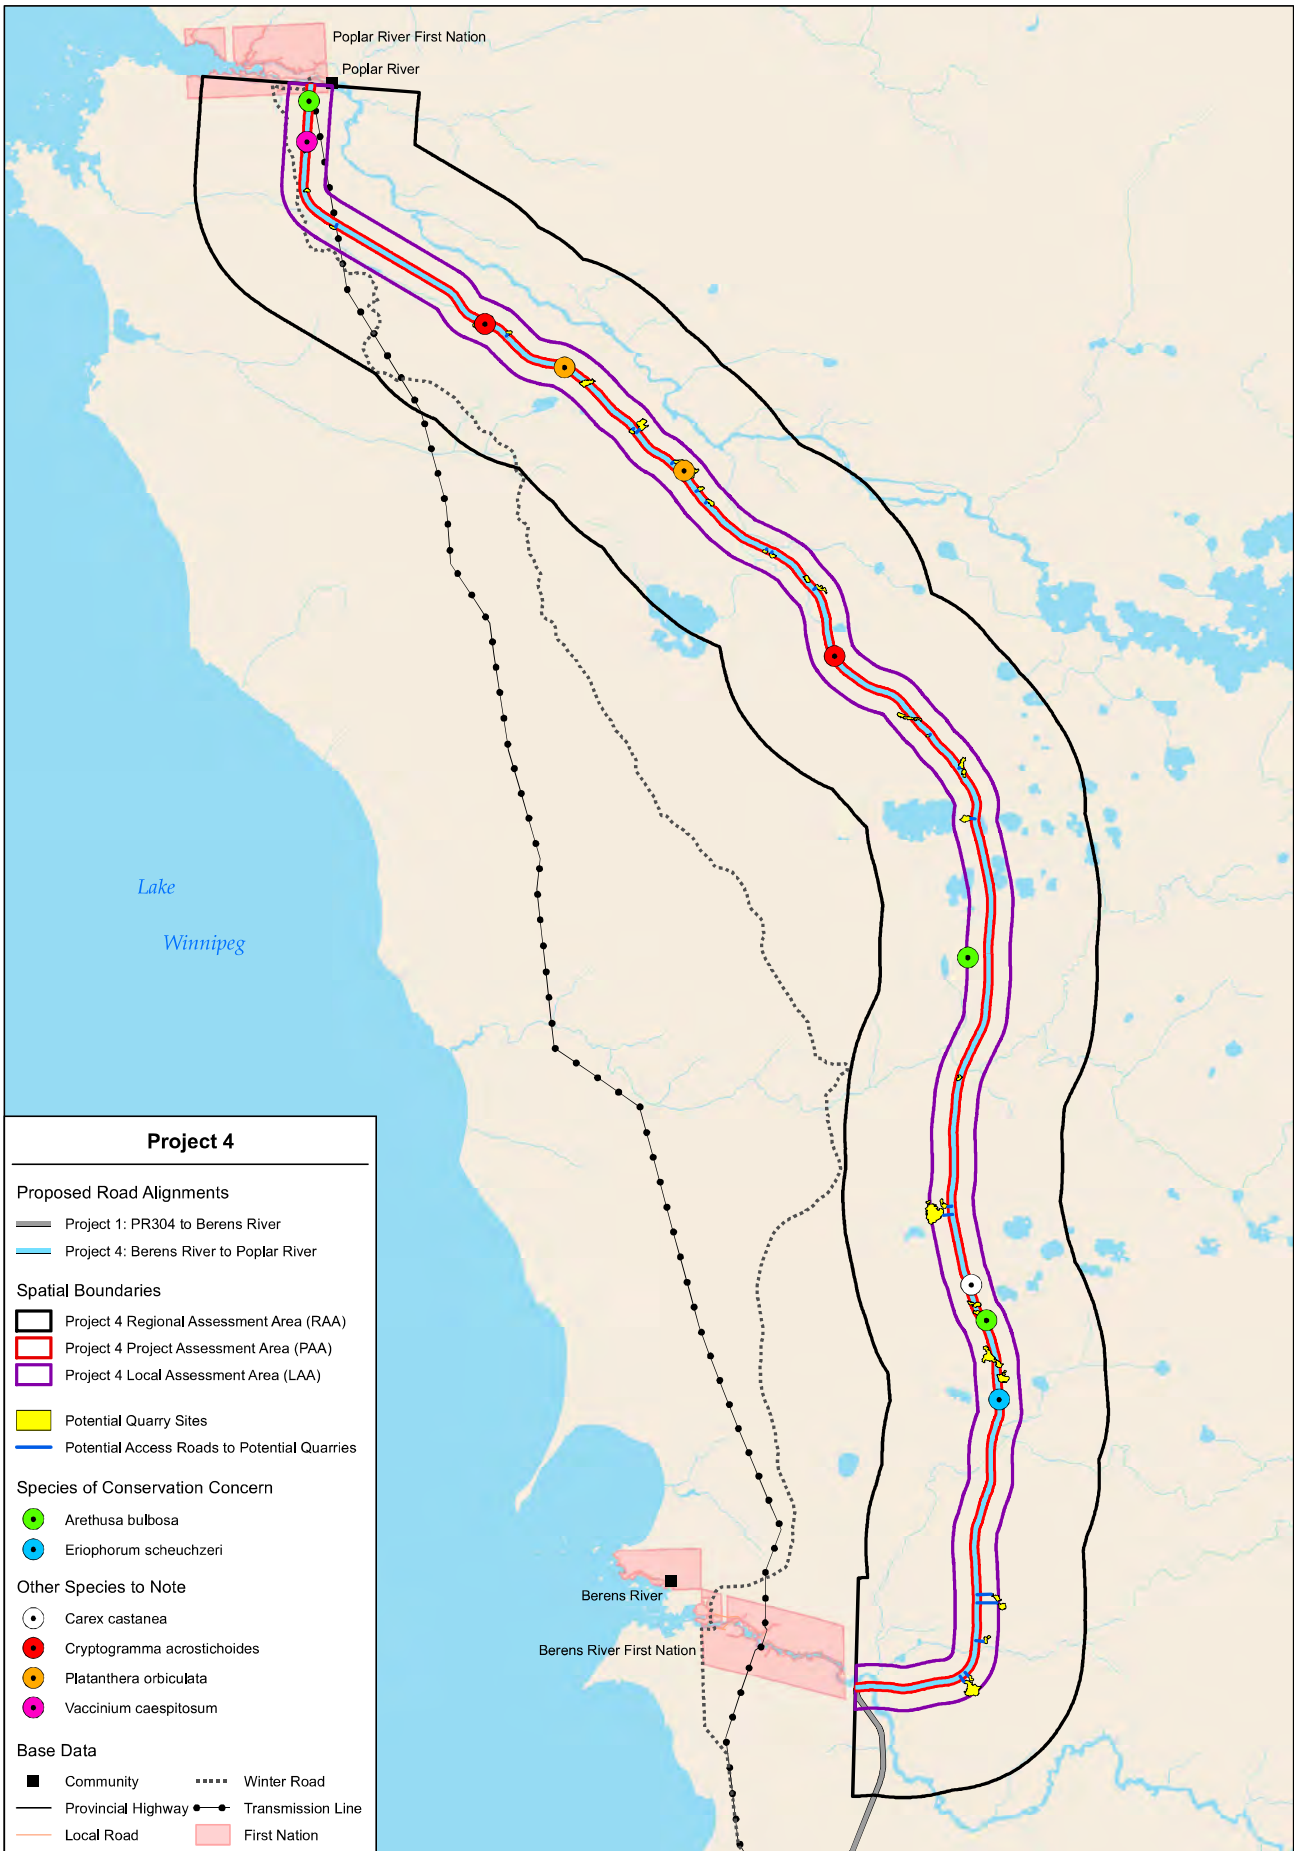 Poplar River First Nation
Poplar River
Lake
Winnipeg
Berens River
Berens River First Nation
Project 4
Proposed Road Alignments
Project 1: PR304 to Berens River
Project 4: Berens River to Poplar River
Spatial Boundaries
Project 4 Regional Assessment Area (RAA)
Project 4 Project Assessment Area (PAA)
Project 4 Local Assessment Area (LAA)
Potential Quarry Sites
Potential Access Roads to Potential Quarries
Species of Conservation Concern
Arethusa bulbosa
Eriophorum scheuchzeri
Other Species to Note
Carex castanea
Cryptogramma acrostichoides
Platanthera orbiculata
Vaccinium caespitosum
Base Data
Community
Winter Road
Provincial Highway
Transmission Line
Local Road
First Nation